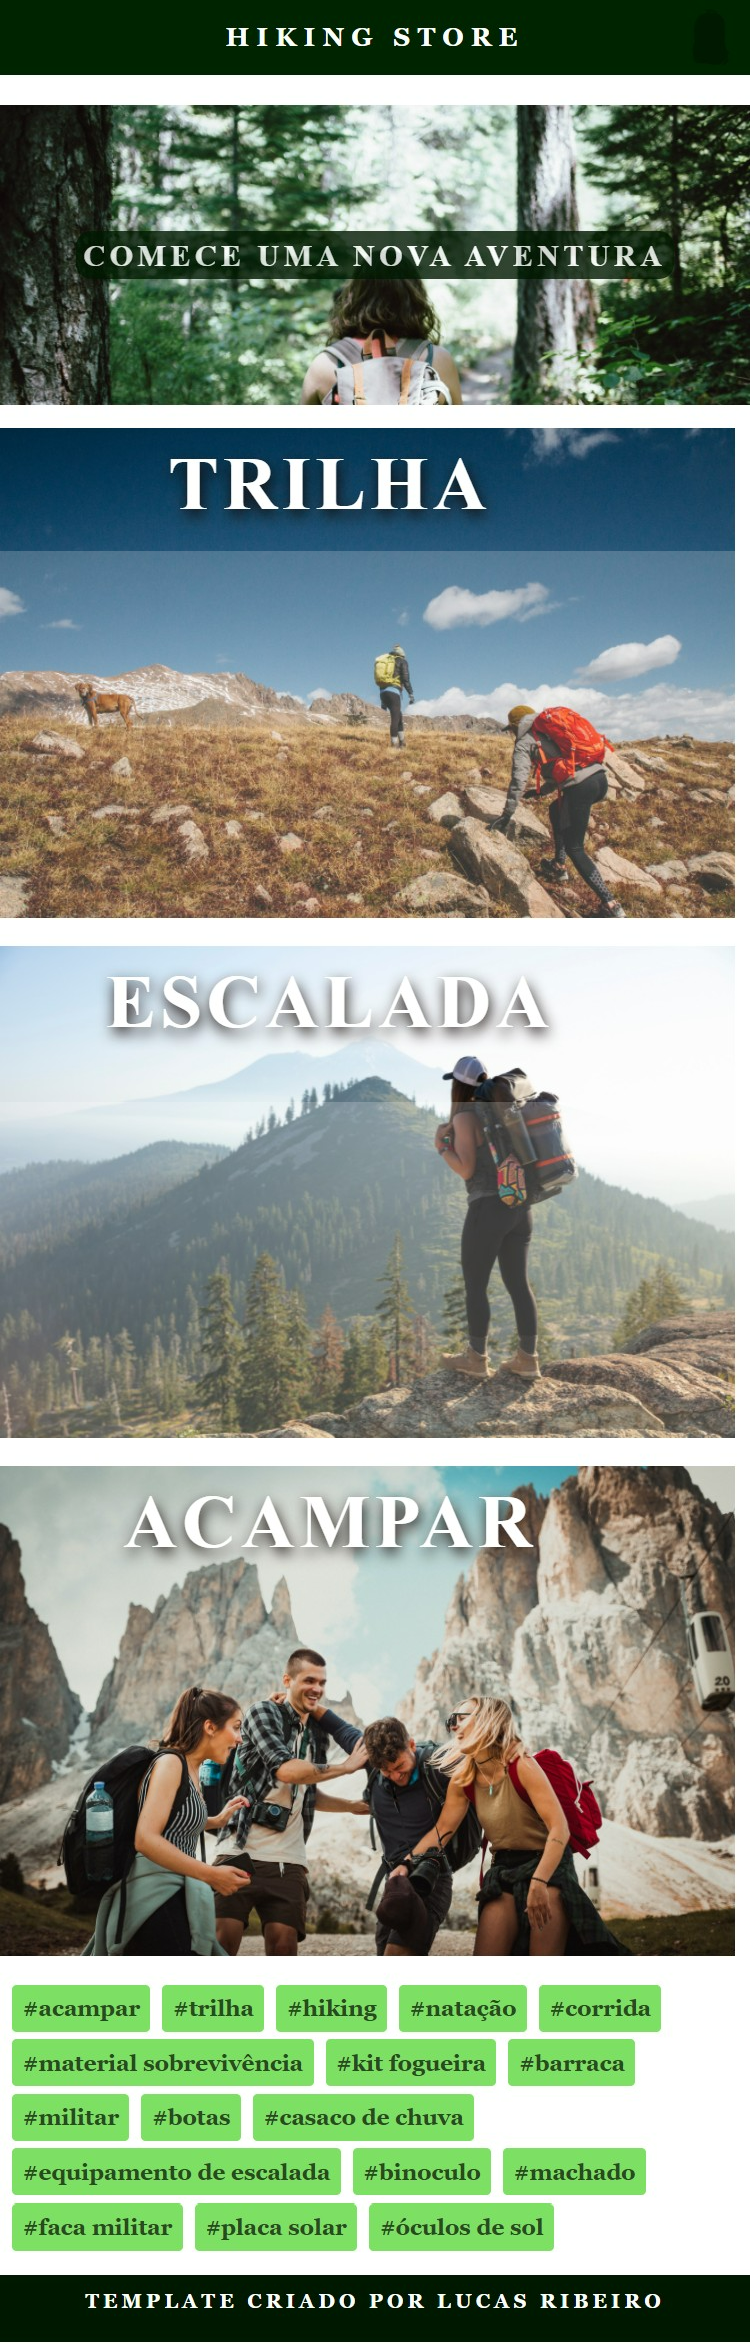 HIKING STORE
COMECE UMA NOVA AVENTURA
TRILHA
ESCALADA
ACAMPAR
20
#acampar #trilha #hiking #natação #corrida
#material sobrevivência #kit fogueira #barraca
#militar #botas #casaco de chuva
#equipamento de escalada #binoculo #machado
#faca militar #placa solar #óculos de sol
TEMPLATE CRIADO POR LUCAS RIBEIRO